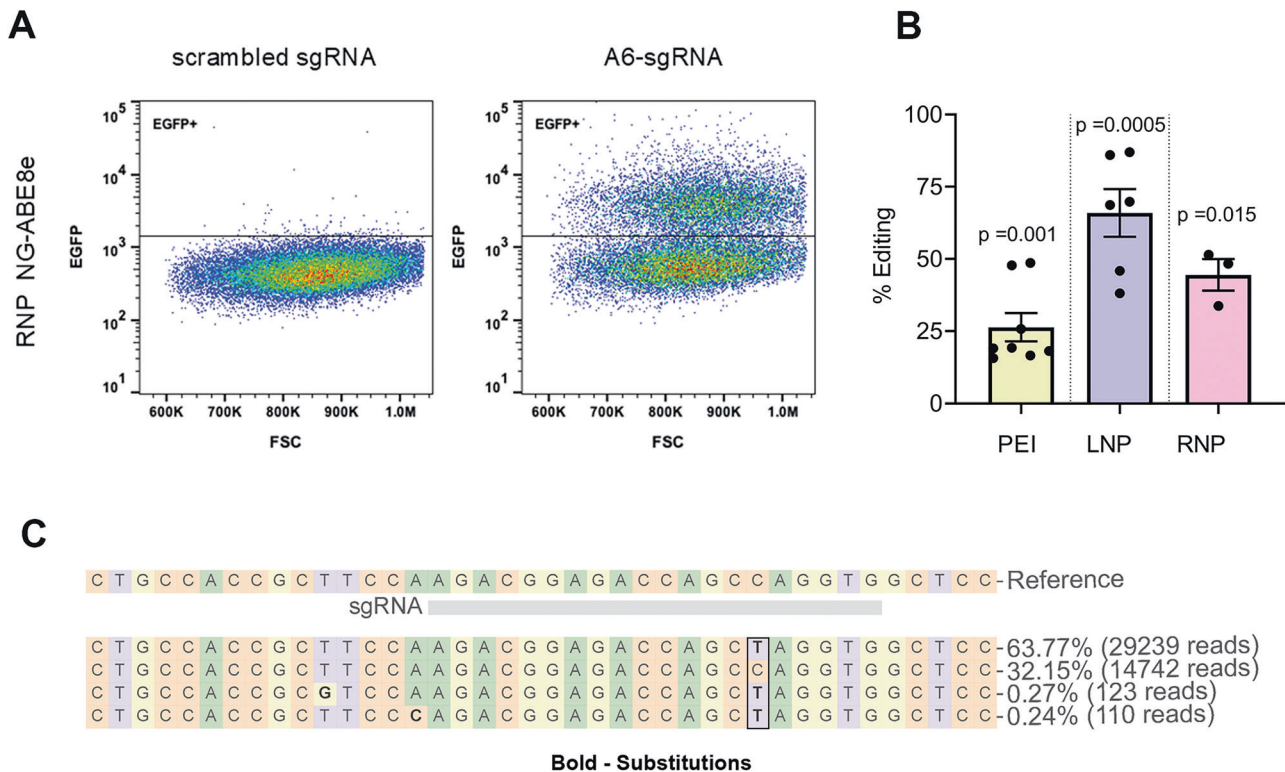 A
B
scrambled sgRNA
A6-sgRNA
RNP NG-ABE8e
EGFP+
10^5
10^4
10^3
10^2
10^1
EGFP
600K 700K 800K 900K 1.0M
FSC
EGFP+
10^5
10^4
10^3
10^2
10^1
EGFP
600K 700K 800K 900K 1.0M
FSC
% Editing
100
75
50
25
0
p =0.001
p =0.0005
p =0.015
PEI LNP RNP
C
C T G C C A C C G C T T C C A A G A C G G A G A C C A G C C A G G T G G C T C C -Reference
sgRNA
C T G C C A C C G C T T C C A A G A C G G A G A C C A G C T A G G T G G C T C C -63.77% (29239 reads)
C T G C C A C C G C T T C C A A G A C G G A G A C C A G C C A G G T G G C T C C -32.15% (14742 reads)
C T G C C A C C G C G T C C A A G A C G G A G A C C A G C T A G G T G G C T C C -0.27% (123 reads)
C T G C C A C C G C T T C C C A G A C G G A G A C C A G C T A G G T G G C T C C -0.24% (110 reads)
Bold - Substitutions